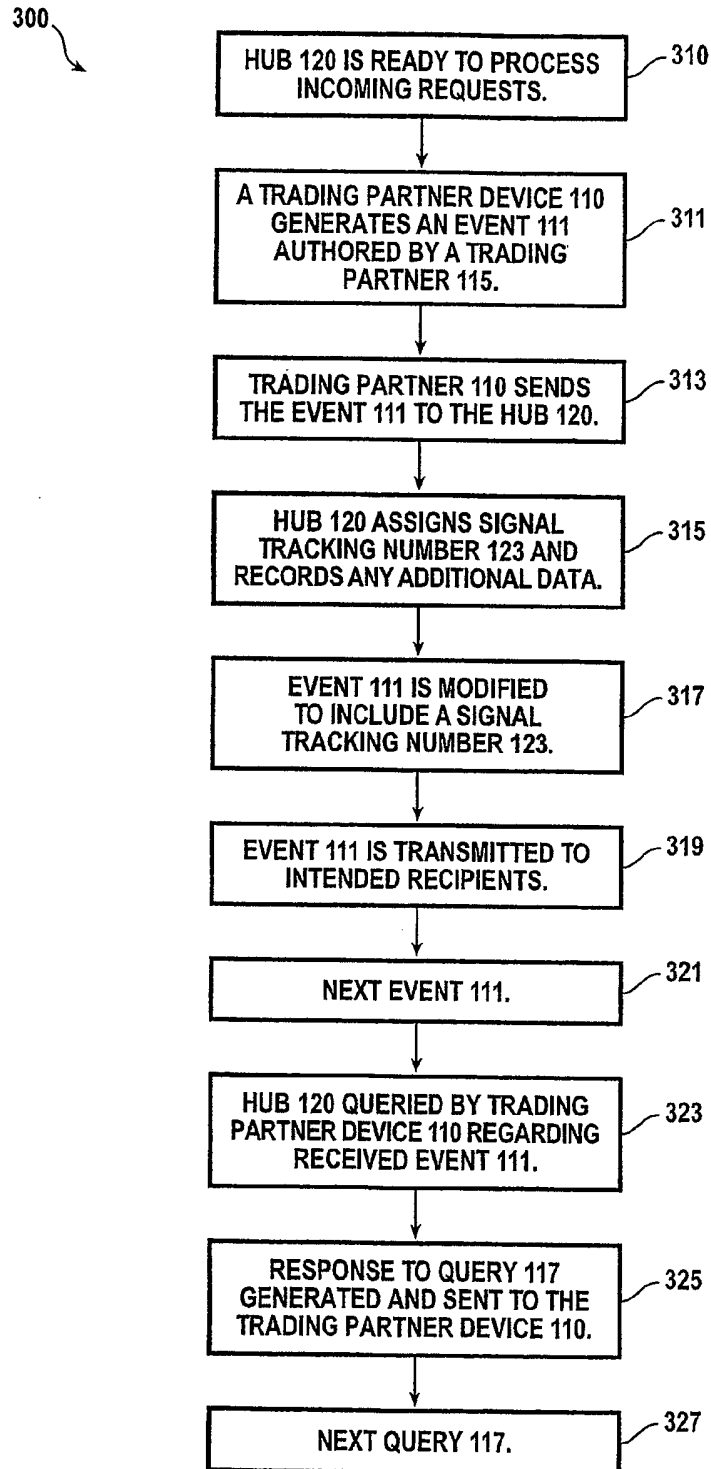 300
HUB 120 IS READY TO PROCESS
INCOMING REQUESTS.
310
A TRADING PARTNER DEVICE 110
GENERATES AN EVENT 111
AUTHORED BY A TRADING
PARTNER 115.
311
TRADING PARTNER 110 SENDS
THE EVENT 111 TO THE HUB 120.
313
HUB 120 ASSIGNS SIGNAL
TRACKING NUMBER 123 AND
RECORDS ANY ADDITIONAL DATA.
315
EVENT 111 IS MODIFIED
TO INCLUDE A SIGNAL
TRACKING NUMBER 123.
317
EVENT 111 IS TRANSMITTED TO
INTENDED RECIPIENTS.
319
NEXT EVENT 111.
321
HUB 120 QUERIED BY TRADING
PARTNER DEVICE 110 REGARDING
RECEIVED EVENT 111.
323
RESPONSE TO QUERY 117
GENERATED AND SENT TO THE
TRADING PARTNER DEVICE 110.
325
NEXT QUERY 117.
327